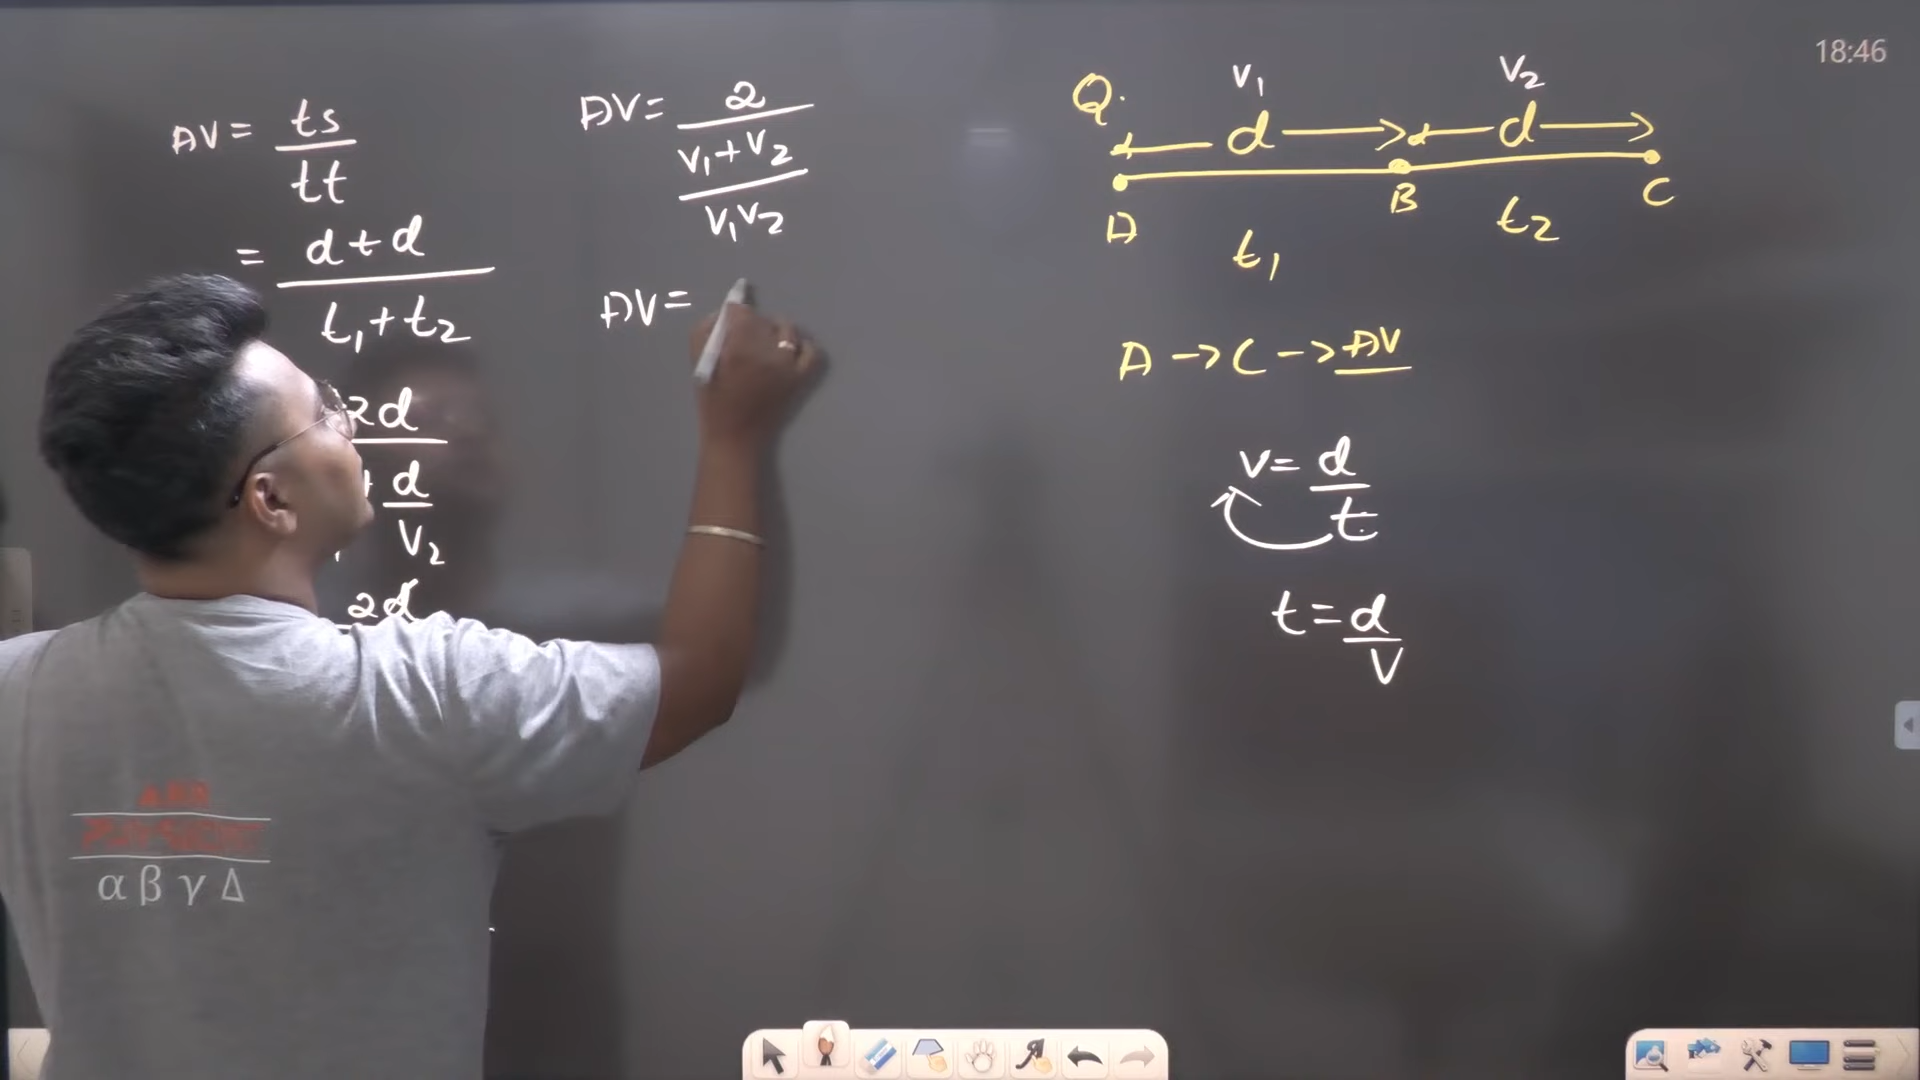 18:46
AV = ts
tt
= d + d
t₁ + t₂
2d
+ d
V₂
2d
AV = 2
V₁ + V₂
V₁V₂
AV =
Q.
V₁ V₂
d d
A B C
t₁ t₂
A → C → AV
v = d
t
t = d
V
α β γ Δ